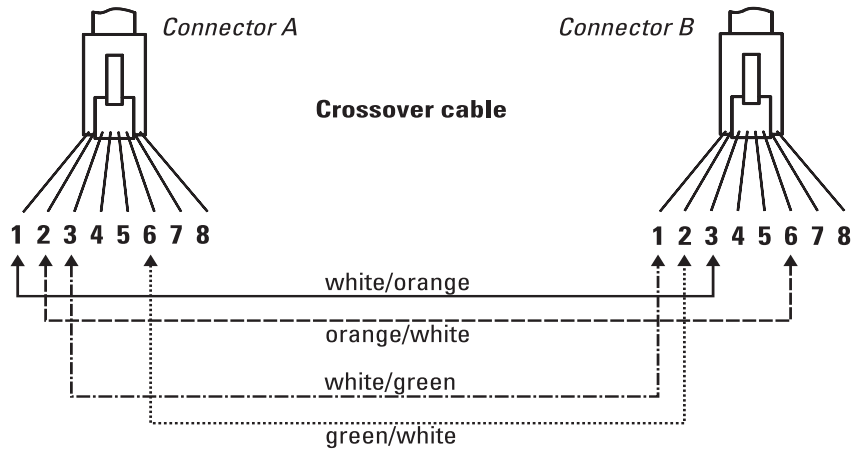 Connector A
Connector B
Crossover cable
1 2 3 4 5 6 7 8
1 2 3 4 5 6 7 8
white/orange
orange/white
white/green
green/white